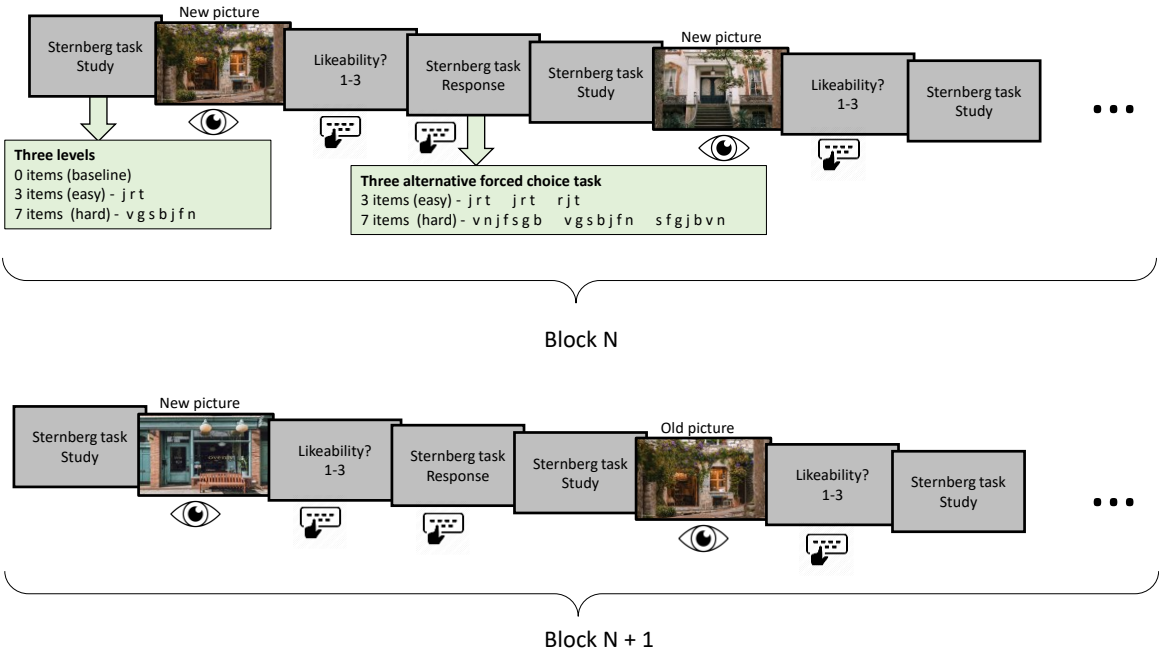 New picture
Sternberg task
Study
Likeability?
1-3
Sternberg task
Response
Sternberg task
Study
New picture
Likeability?
1-3
Sternberg task
Study
Three levels
0 items (baseline)
3 items (easy) - j r t
7 items (hard) - v g s b j f n
Three alternative forced choice task
3 items (easy) - j r t j r t r j t
7 items (hard) - v n j f s g b v g s b j f n s f g j b v n
Block N
New picture
Sternberg task
Study
Likeability?
1-3
Sternberg task
Response
Sternberg task
Study
Old picture
Likeability?
1-3
Sternberg task
Study
Block N + 1